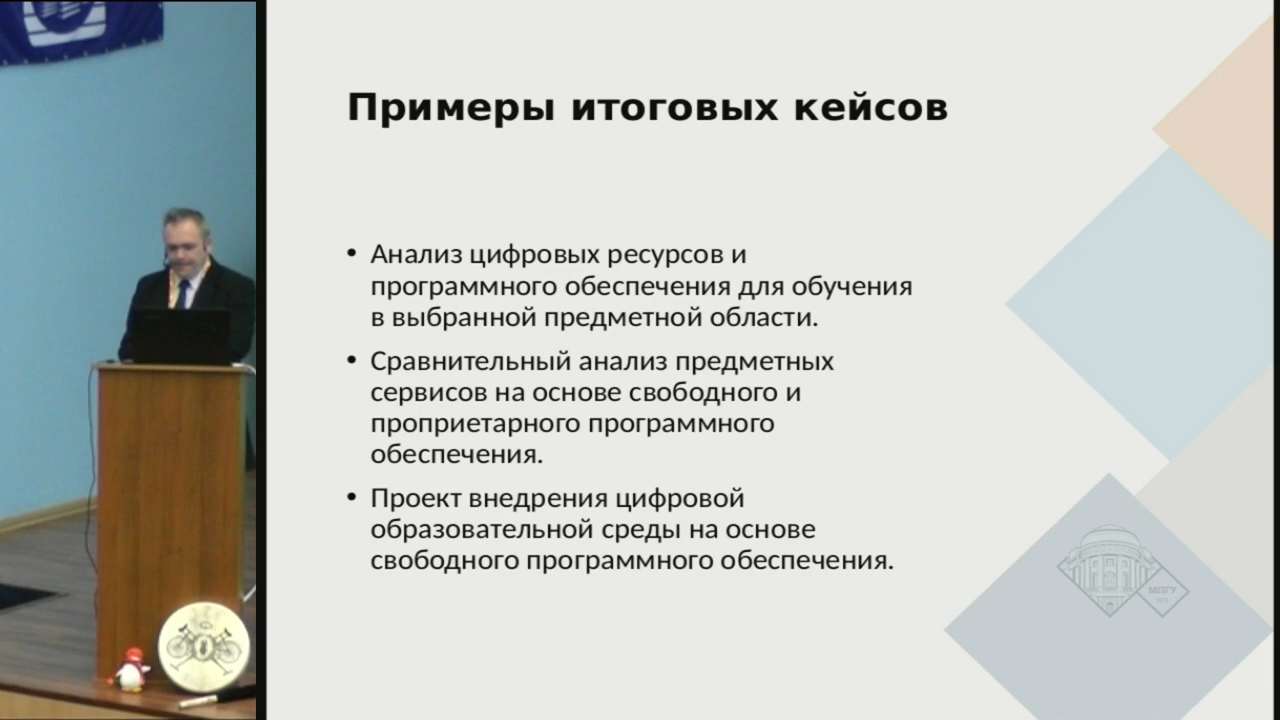 Примеры итоговых кейсов
• Анализ цифровых ресурсов и
программного обеспечения для обучения
в выбранной предметной области.
• Сравнительный анализ предметных
сервисов на основе свободного и
проприетарного программного
обеспечения.
• Проект внедрения цифровой
образовательной среды на основе
свободного программного обеспечения.
МПГУ